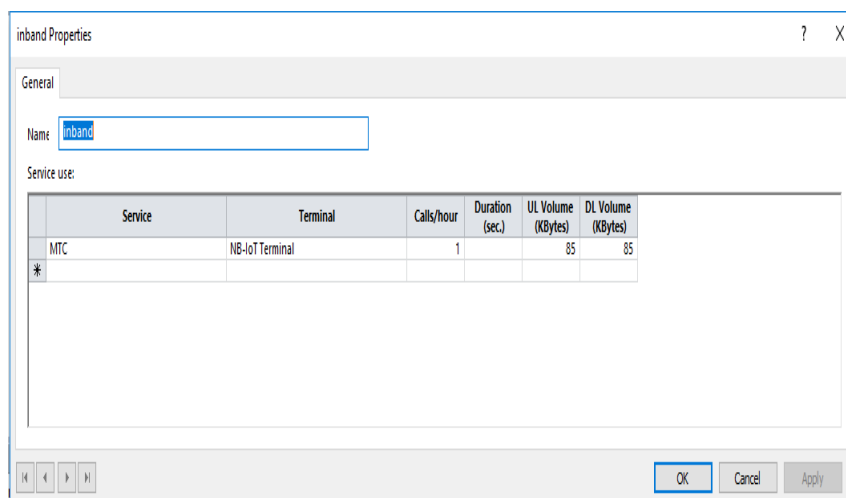 inband Properties ? X
General
Name inband
Service use:
Service Terminal Calls/hour Duration (sec.) UL Volume (KBytes) DL Volume (KBytes)
MTC NB-IoT Terminal 1 85 85
*
OK Cancel Apply